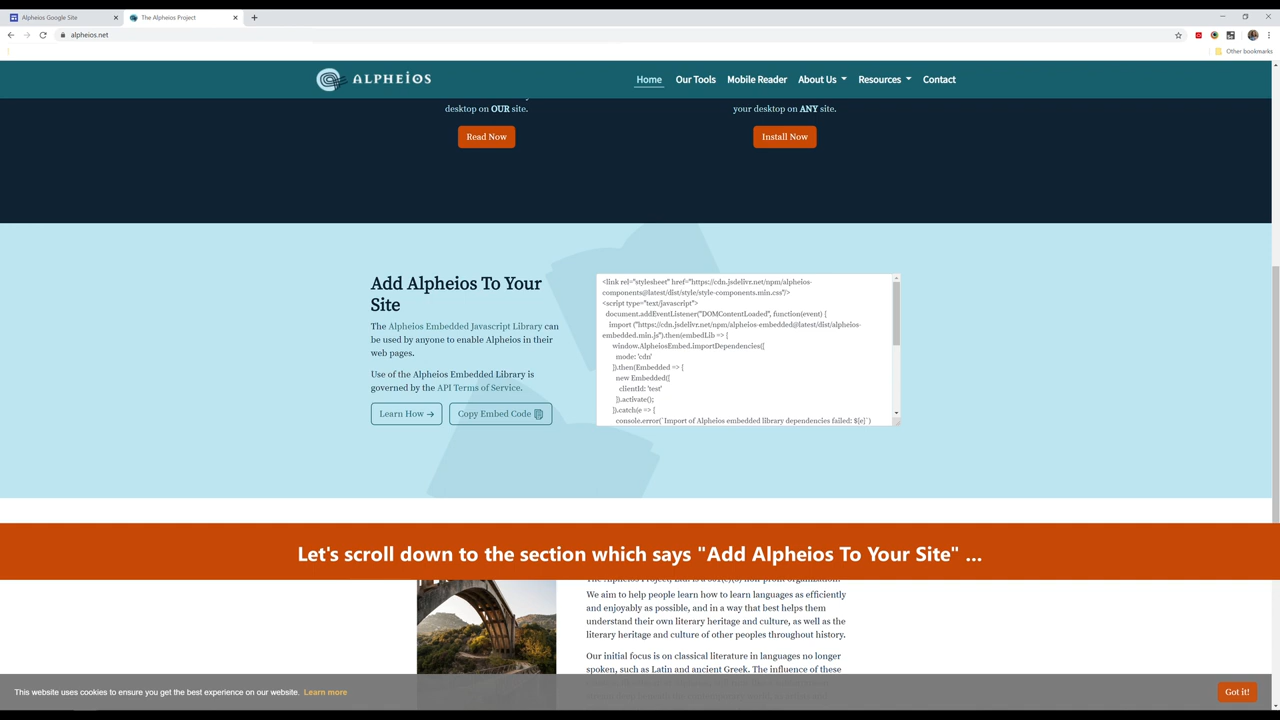 Alpheios Google Site
The Alpheios Project
alpheios.net
Other bookmarks
ALPHEIOS
Home
Our Tools
Mobile Reader
About Us
Resources
Contact
desktop on OUR site.
your desktop on ANY site.
Read Now
Install Now
Add Alpheios To Your
Site
The Alpheios Embedded Javascript Library can
be used by anyone to enable Alpheios in their
web pages.
Use of the Alpheios Embedded Library is
governed by the API Terms of Service.
Learn How →
Copy Embed Code
<link rel="stylesheet" href="https://cdn.jsdelivr.net/npm/alpheios-
components@latest/dist/style/style-components.min.css"/>
<script type="text/javascript">
document.addEventListener("DOMContentLoaded", function(event) {
import ("https://cdn.jsdelivr.net/npm/alpheios-embedded@latest/dist/alpheios-
embedded.min.js").then(embedLib => {
window.AlpheiosEmbed.importDependencies({
mode: 'cdn'
}).then(Embedded => {
new Embedded({
clientId: 'test'
}).activate();
}).catch(e => {
console.error(`Import of Alpheios embedded library dependencies failed: ${e}`)
Let's scroll down to the section which says "Add Alpheios To Your Site" ...
We aim to help people learn how to learn languages as efficiently
and enjoyably as possible, and in a way that best helps them
understand their own literary heritage and culture, as well as the
literary heritage and culture of other peoples throughout history.
Our initial focus is on classical literature in languages no longer
spoken, such as Latin and ancient Greek. The influence of these
This website uses cookies to ensure you get the best experience on our website. Learn more
Got it!